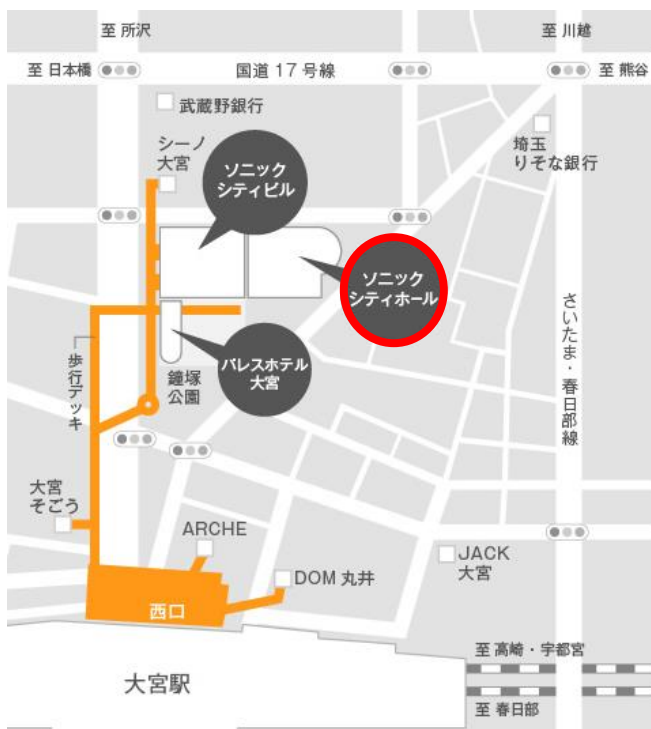 至 所沢
至 川越
至 日本橋
国道 17 号線
至 熊谷
武蔵野銀行
シーノ
大宮
ソニック
シティビル
埼玉
りそな銀行
ソニック
シティホール
さいたま・春日部線
歩行デッキ
パレスホテル
大宮
鐘塚
公園
大宮
そごう
ARCHE
JACK
大宮
DOM 丸井
西口
至 高崎・宇都宮
大宮駅
至 春日部